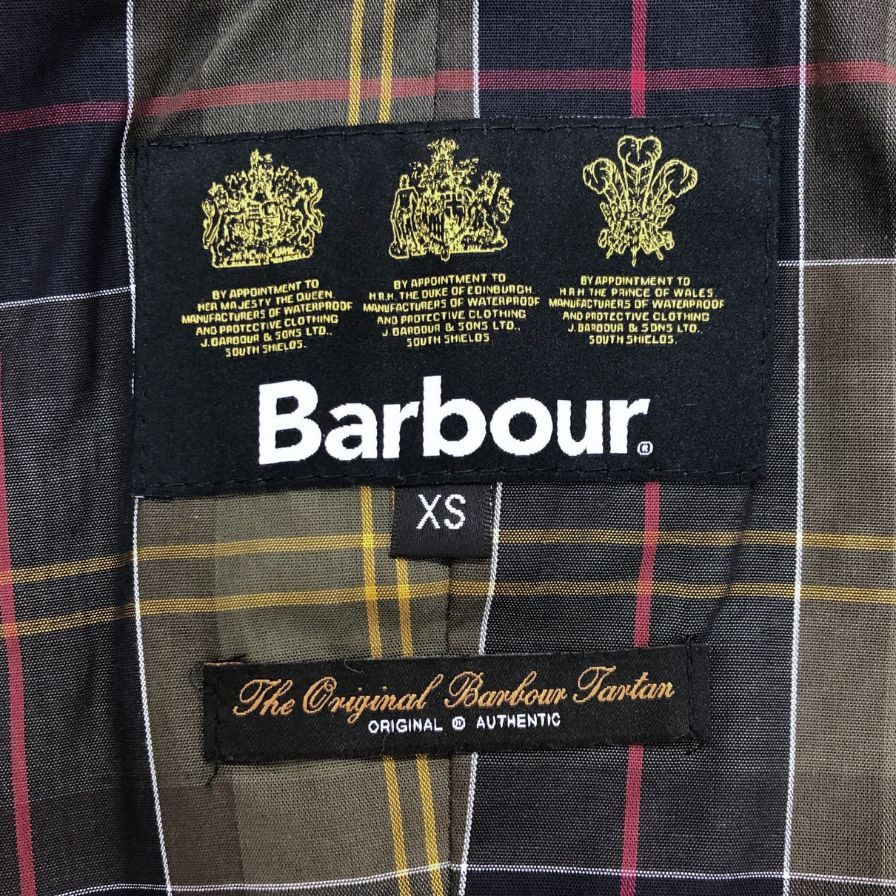 BY APPOINTMENT TO
HER MAJESTY THE QUEEN
MANUFACTURERS OF WATERPROOF
AND PROTECTIVE CLOTHING
J. BARBOUR & SONS LTD.,
SOUTH SHIELDS.
BY APPOINTMENT TO
H.R.H. THE DUKE OF EDINBURGH
MANUFACTURERS OF WATERPROOF
AND PROTECTIVE CLOTHING
J. BARBOUR & SONS LTD.,
SOUTH SHIELDS
BY APPOINTMENT TO
H.R.H THE PRINCE OF WALES
MANUFACTURERS OF WATERPROOF
AND PROTECTIVE CLOTHING
J. BARBOUR & SONS LTD.,
SOUTH SHIELDS.
Barbour®
XS
The Original Barbour Tartan
ORIGINAL ® AUTHENTIC